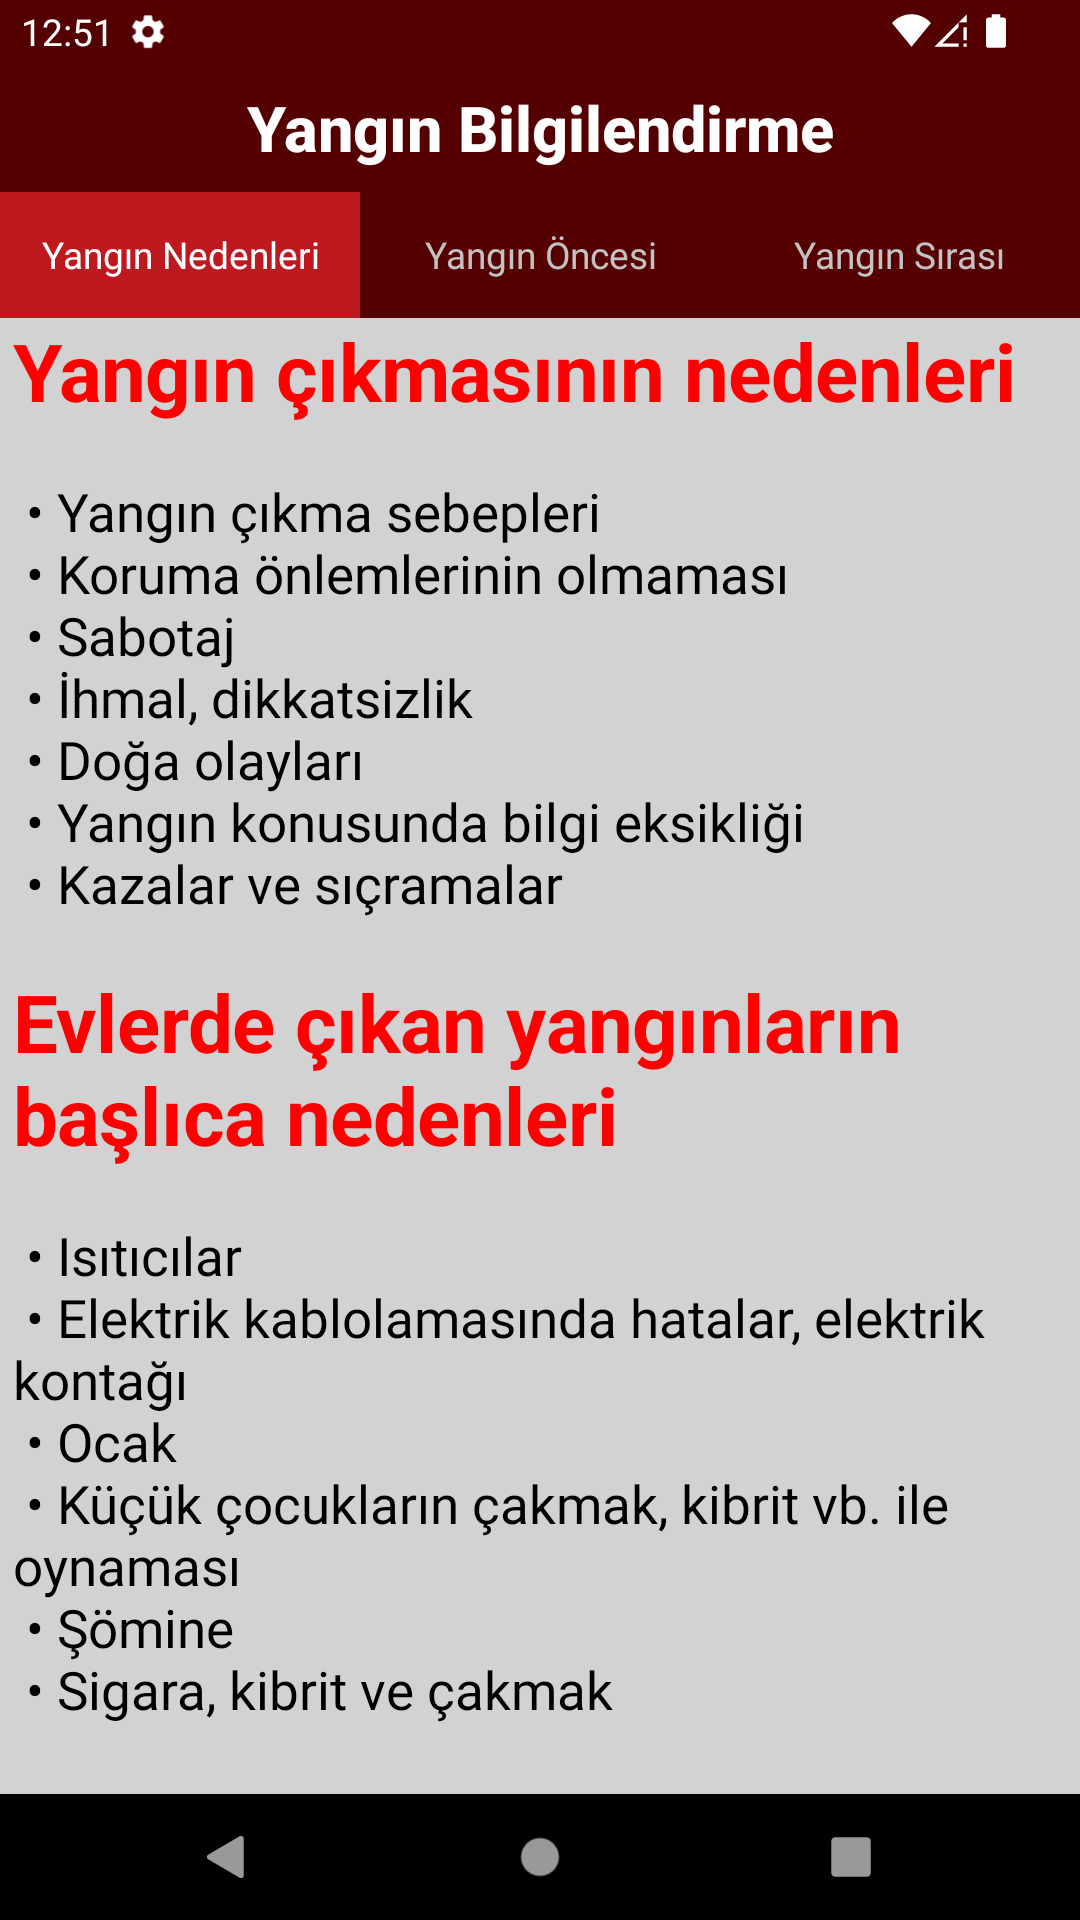 12:51
Yangın Bilgilendirme
Yangın Nedenleri
Yangın Öncesi
Yangın Sırası
Yangın çıkmasının nedenleri
• Yangın çıkma sebepleri
• Koruma önlemlerinin olmaması
• Sabotaj
• İhmal, dikkatsizlik
• Doğa olayları
• Yangın konusunda bilgi eksikliği
• Kazalar ve sıçramalar
Evlerde çıkan yangınların
başlıca nedenleri
• Isıtıcılar
• Elektrik kablolamasında hatalar, elektrik
kontağı
• Ocak
• Küçük çocukların çakmak, kibrit vb. ile
oynaması
• Şömine
• Sigara, kibrit ve çakmak